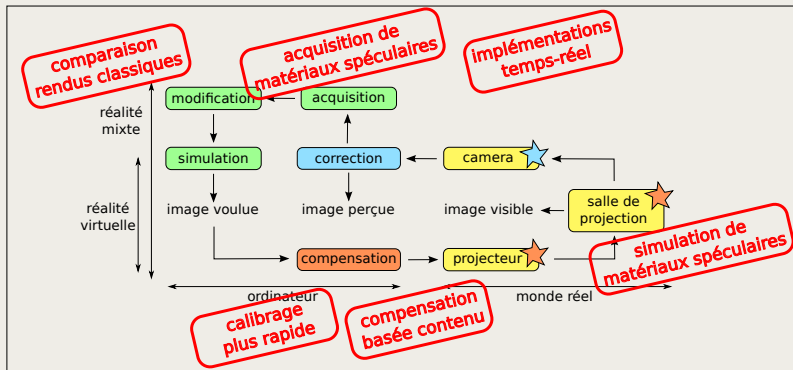 comparaison
rendus classiques
acquisition de
matériaux spéculaires
implémentations
temps-réel
réalité
mixte
modification
acquisition
simulation
correction
camera
réalité
virtuelle
image voulue
image perçue
image visible
salle de
projection
compensation
projecteur
simulation de
matériaux spéculaires
ordinateur
monde réel
calibrage
plus rapide
compensation
basée contenu